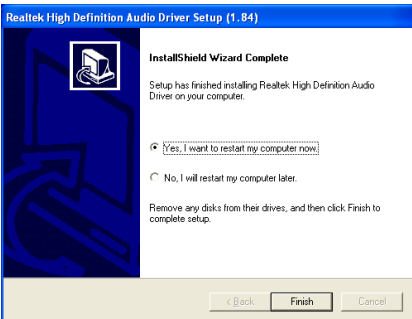 Realtek High Definition Audio Driver Setup (1.84)
InstallShield Wizard Complete
Setup has finished installing Realtek High Definition Audio
Driver on your computer.
Yes, I want to restart my computer now.
No, I will restart my computer later.
Remove any disks from their drives, and then click Finish to
complete setup.
< Back Finish Cancel